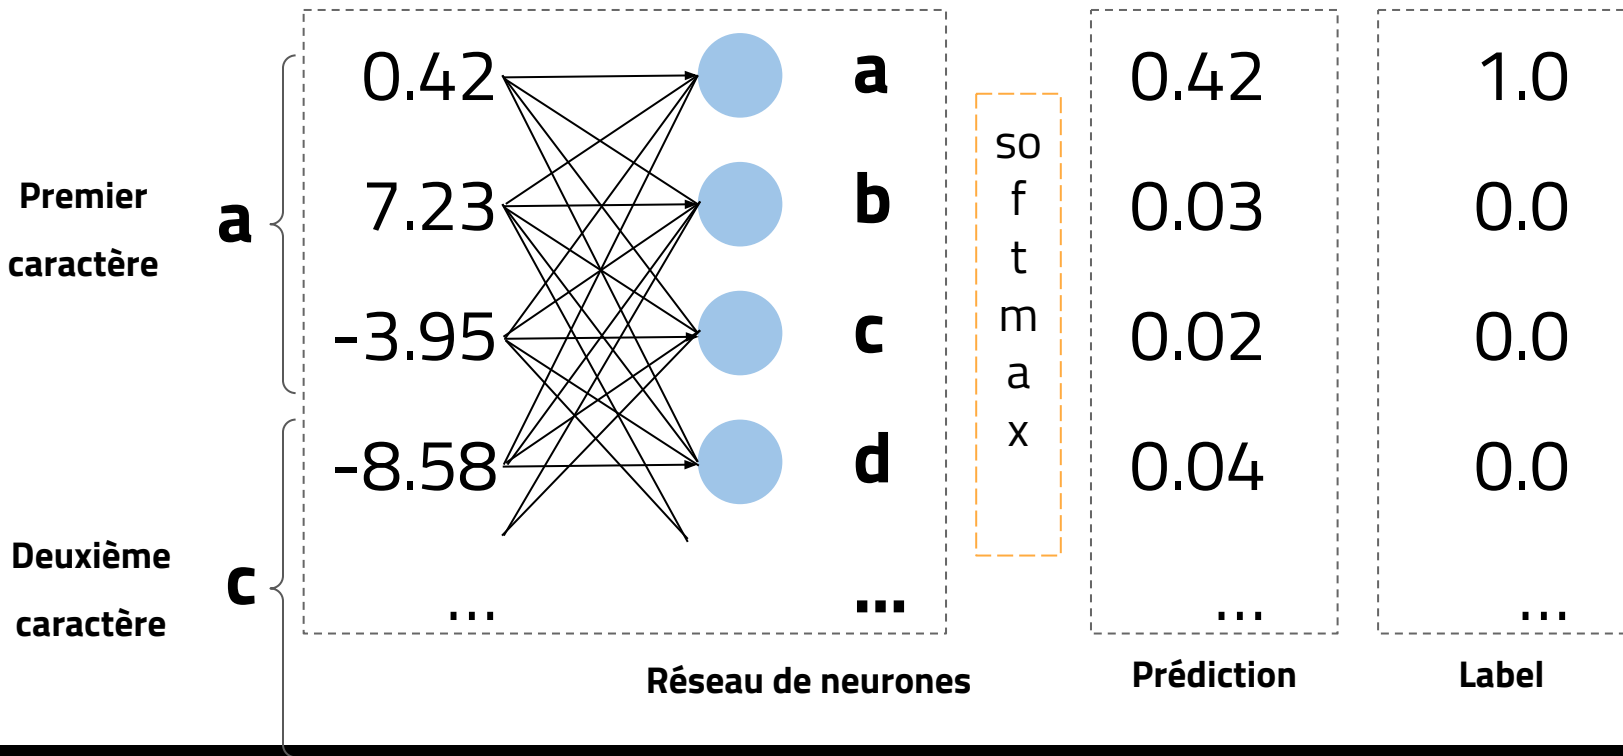 0.42 a 0.42 1.0
Premier
caractère
a
7.23 b 0.03 0.0
-3.95 c 0.02 0.0
-8.58 d 0.04 0.0
so
f
t
m
a
x
Deuxième
caractère
c
... ... ... ...
Réseau de neurones Prédiction Label